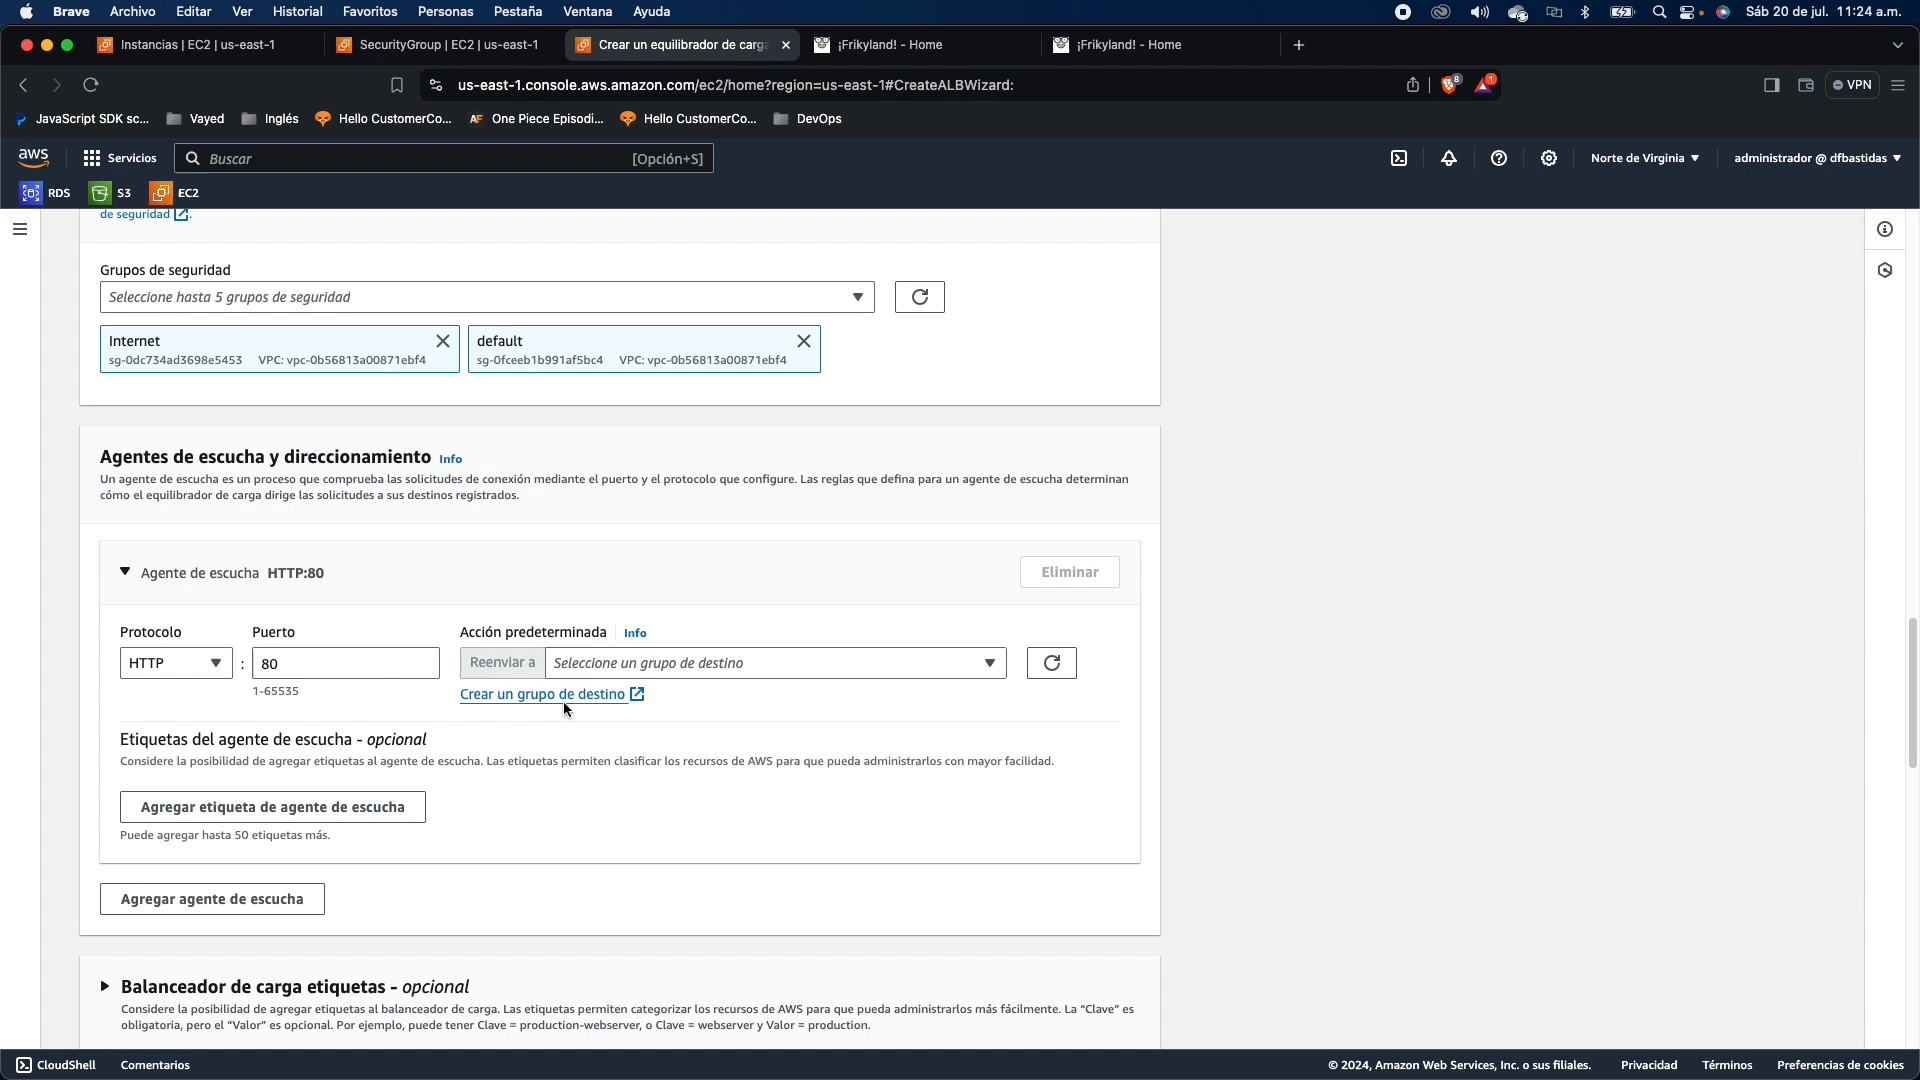 Brave Archivo Editar Ver Historial Favoritos Personas Pestaña Ventana Ayuda Sáb 20 de jul. 11:24 a.m.
Instancias | EC2 | us-east-1 SecurityGroup | EC2 | us-east-1 Crear un equilibrador de carga ¡Frikyland! - Home ¡Frikyland! - Home
us-east-1.console.aws.amazon.com/ec2/home?region=us-east-1#CreateALBWizard: 8 1 VPN
JavaScript SDK sc... Vayed Inglés Hello CustomerCo... AF One Piece Episodi... Hello CustomerCo... DevOps
aws Servicios Buscar [Opción+S] Norte de Virginia administrador @ dfbastidas
RDS S3 EC2
de seguridad .
Grupos de seguridad
Seleccione hasta 5 grupos de seguridad
Internet default
sg-0dc734ad3698e5453 VPC: vpc-0b56813a00871ebf4 sg-0fceeb1b991af5bc4 VPC: vpc-0b56813a00871ebf4
Agentes de escucha y direccionamiento Info
Un agente de escucha es un proceso que comprueba las solicitudes de conexión mediante el puerto y el protocolo que configure. Las reglas que defina para un agente de escucha determinan
cómo el equilibrador de carga dirige las solicitudes a sus destinos registrados.
Agente de escucha HTTP:80 Eliminar
Protocolo Puerto Acción predeterminada Info
HTTP : 80 Reenviar a Seleccione un grupo de destino
1-65535 Crear un grupo de destino
Etiquetas del agente de escucha - opcional
Considere la posibilidad de agregar etiquetas al agente de escucha. Las etiquetas permiten clasificar los recursos de AWS para que pueda administrarlos con mayor facilidad.
Agregar etiqueta de agente de escucha
Puede agregar hasta 50 etiquetas más.
Agregar agente de escucha
Balanceador de carga etiquetas - opcional
Considere la posibilidad de agregar etiquetas al balanceador de carga. Las etiquetas permiten categorizar los recursos de AWS para que pueda administrarlos más fácilmente. La "Clave" es
obligatoria, pero el "Valor" es opcional. Por ejemplo, puede tener Clave = production-webserver, o Clave = webserver y Valor = production.
CloudShell Comentarios © 2024, Amazon Web Services, Inc. o sus filiales. Privacidad Términos Preferencias de cookies